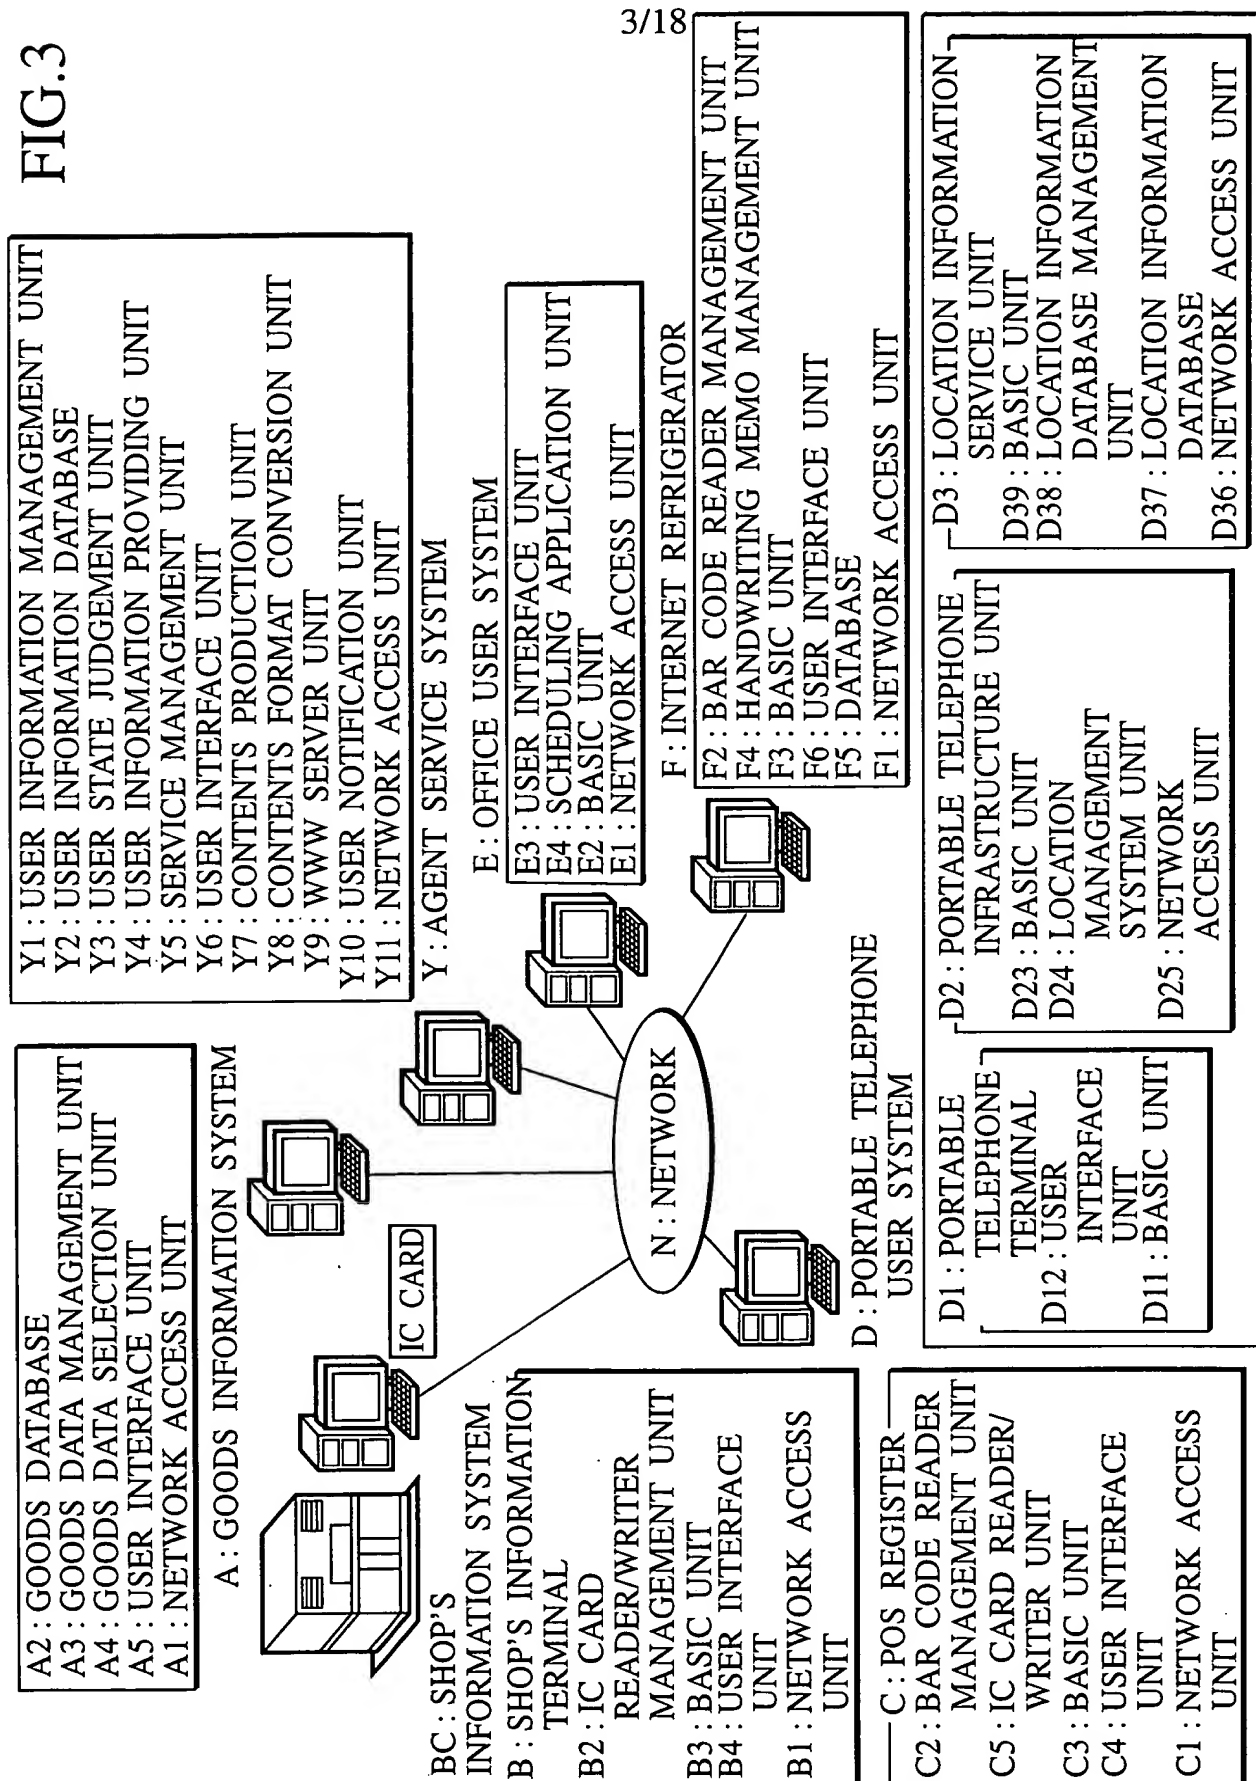 3/18
FIG.3
A2 : GOODS DATABASE
A3 : GOODS DATA MANAGEMENT UNIT
A4 : GOODS DATA SELECTION UNIT
A5 : USER INTERFACE UNIT
A1 : NETWORK ACCESS UNIT
A : GOODS INFORMATION SYSTEM
Y1 : USER INFORMATION MANAGEMENT UNIT
Y2 : USER INFORMATION DATABASE
Y3 : USER STATE JUDGEMENT UNIT
Y4 : USER INFORMATION PROVIDING UNIT
Y5 : SERVICE MANAGEMENT UNIT
Y6 : USER INTERFACE UNIT
Y7 : CONTENTS PRODUCTION UNIT
Y8 : CONTENTS FORMAT CONVERSION UNIT
Y9 : WWW SERVER UNIT
Y10 : USER NOTIFICATION UNIT
Y11 : NETWORK ACCESS UNIT
Y : AGENT SERVICE SYSTEM
E : OFFICE USER SYSTEM
E3 : USER INTERFACE UNIT
E4 : SCHEDULING APPLICATION UNIT
E2 : BASIC UNIT
E1 : NETWORK ACCESS UNIT
F : INTERNET REFRIGERATOR
F2 : BAR CODE READER MANAGEMENT UNIT
F4 : HANDWRITING MEMO MANAGEMENT UNIT
F3 : BASIC UNIT
F6 : USER INTERFACE UNIT
F5 : DATABASE
F1 : NETWORK ACCESS UNIT
IC CARD
N : NETWORK
BC : SHOP'S
INFORMATION SYSTEM
B : SHOP'S INFORMATION
TERMINAL
B2 : IC CARD
READER/WRITER
MANAGEMENT UNIT
B3 : BASIC UNIT
B4 : USER INTERFACE
UNIT
B1 : NETWORK ACCESS
UNIT
C : POS REGISTER
C2 : BAR CODE READER
MANAGEMENT UNIT
C5 : IC CARD READER/
WRITER UNIT
C3 : BASIC UNIT
C4 : USER INTERFACE
UNIT
C1 : NETWORK ACCESS
UNIT
D : PORTABLE TELEPHONE
USER SYSTEM
D1 : PORTABLE
TELEPHONE
TERMINAL
D12 : USER
INTERFACE
UNIT
D11 : BASIC UNIT
D2 : PORTABLE TELEPHONE
INFRASTRUCTURE UNIT
D23 : BASIC UNIT
D24 : LOCATION
MANAGEMENT
SYSTEM UNIT
D25 : NETWORK
ACCESS UNIT
D3 : LOCATION INFORMATION
SERVICE UNIT
D39 : BASIC UNIT
D38 : LOCATION INFORMATION
DATABASE MANAGEMENT
UNIT
D37 : LOCATION INFORMATION
DATABASE
D36 : NETWORK ACCESS UNIT